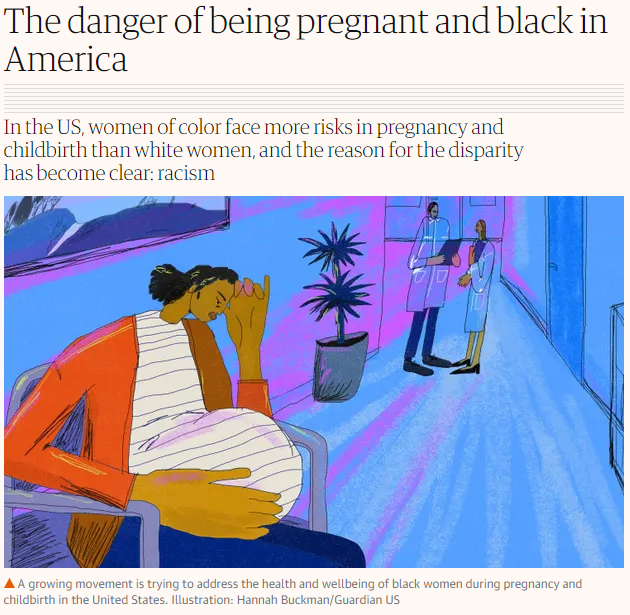 The danger of being pregnant and black in
America
In the US, women of color face more risks in pregnancy and
childbirth than white women, and the reason for the disparity
has become clear: racism
A growing movement is trying to address the health and wellbeing of black women during pregnancy and
childbirth in the United States. Illustration: Hannah Buckman/Guardian US